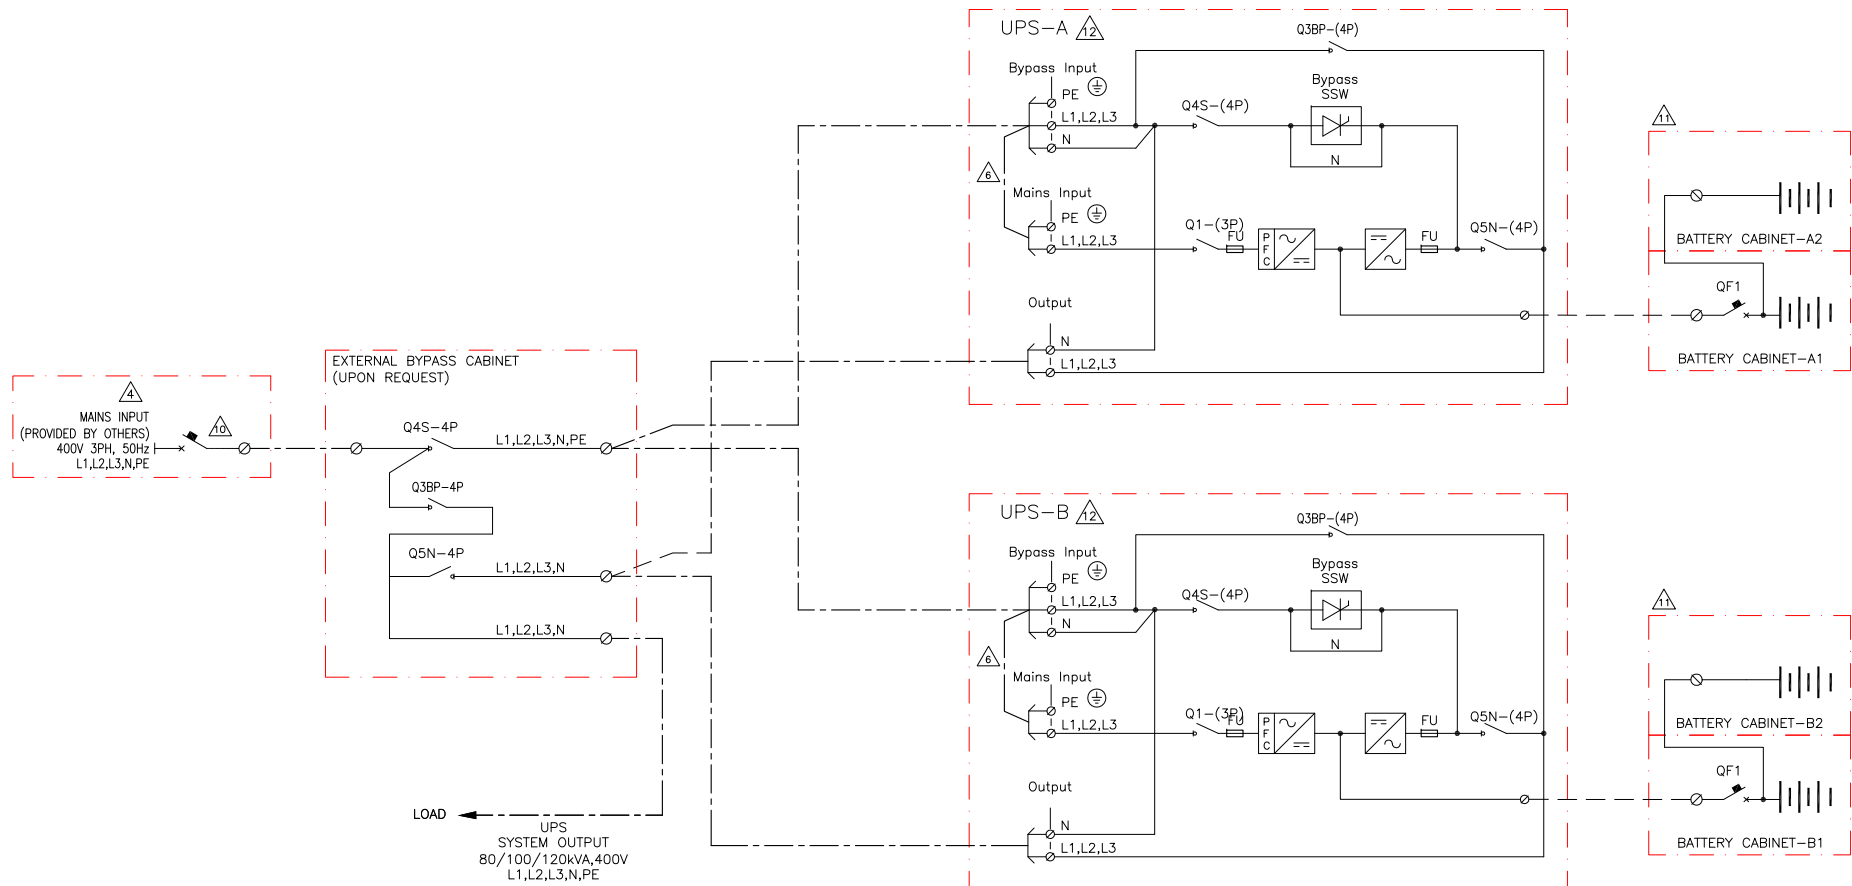 4
MAINS INPUT
(PROVIDED BY OTHERS)
400V 3PH, 50Hz
L1,L2,L3,N,PE
10
EXTERNAL BYPASS CABINET
(UPON REQUEST)
Q4S-4P
L1,L2,L3,N,PE
Q3BP-4P
Q5N-4P
L1,L2,L3,N
L1,L2,L3,N
LOAD
UPS
SYSTEM OUTPUT
80/100/120kVA,400V
L1,L2,L3,N,PE
UPS-A 12
Q3BP-(4P)
Bypass Input
PE
L1,L2,L3
N
Q4S-(4P)
Bypass
SSW
N
6
Mains Input
PE
L1,L2,L3
Q1-(3P)
FU
P
F
C
FU
Q5N-(4P)
Output
N
L1,L2,L3
11
BATTERY CABINET-A2
QF1
BATTERY CABINET-A1
UPS-B 12
Q3BP-(4P)
Bypass Input
PE
L1,L2,L3
N
Q4S-(4P)
Bypass
SSW
N
6
Mains Input
PE
L1,L2,L3
Q1-(3P)
FU
P
F
C
FU
Q5N-(4P)
Output
N
L1,L2,L3
11
BATTERY CABINET-B2
QF1
BATTERY CABINET-B1